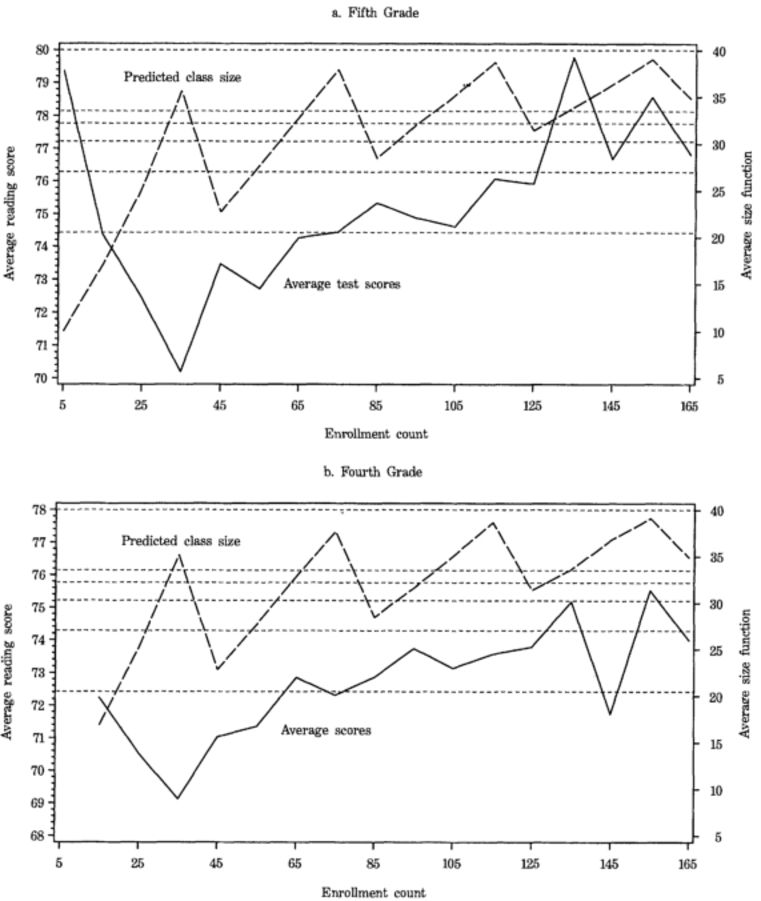 a. Fifth Grade
80
79
78
77
76
75
74
73
72
71
70
Average reading score
Predicted class size
Average test scores
40
35
30
25
20
15
10
5
Average size function
5 25 45 65 85 105 125 145 165
Enrollment count
b. Fourth Grade
78
77
76
75
74
73
72
71
70
69
68
Average reading score
Predicted class size
Average scores
40
35
30
25
20
15
10
5
Average size function
5 25 45 65 85 105 125 145 165
Enrollment count